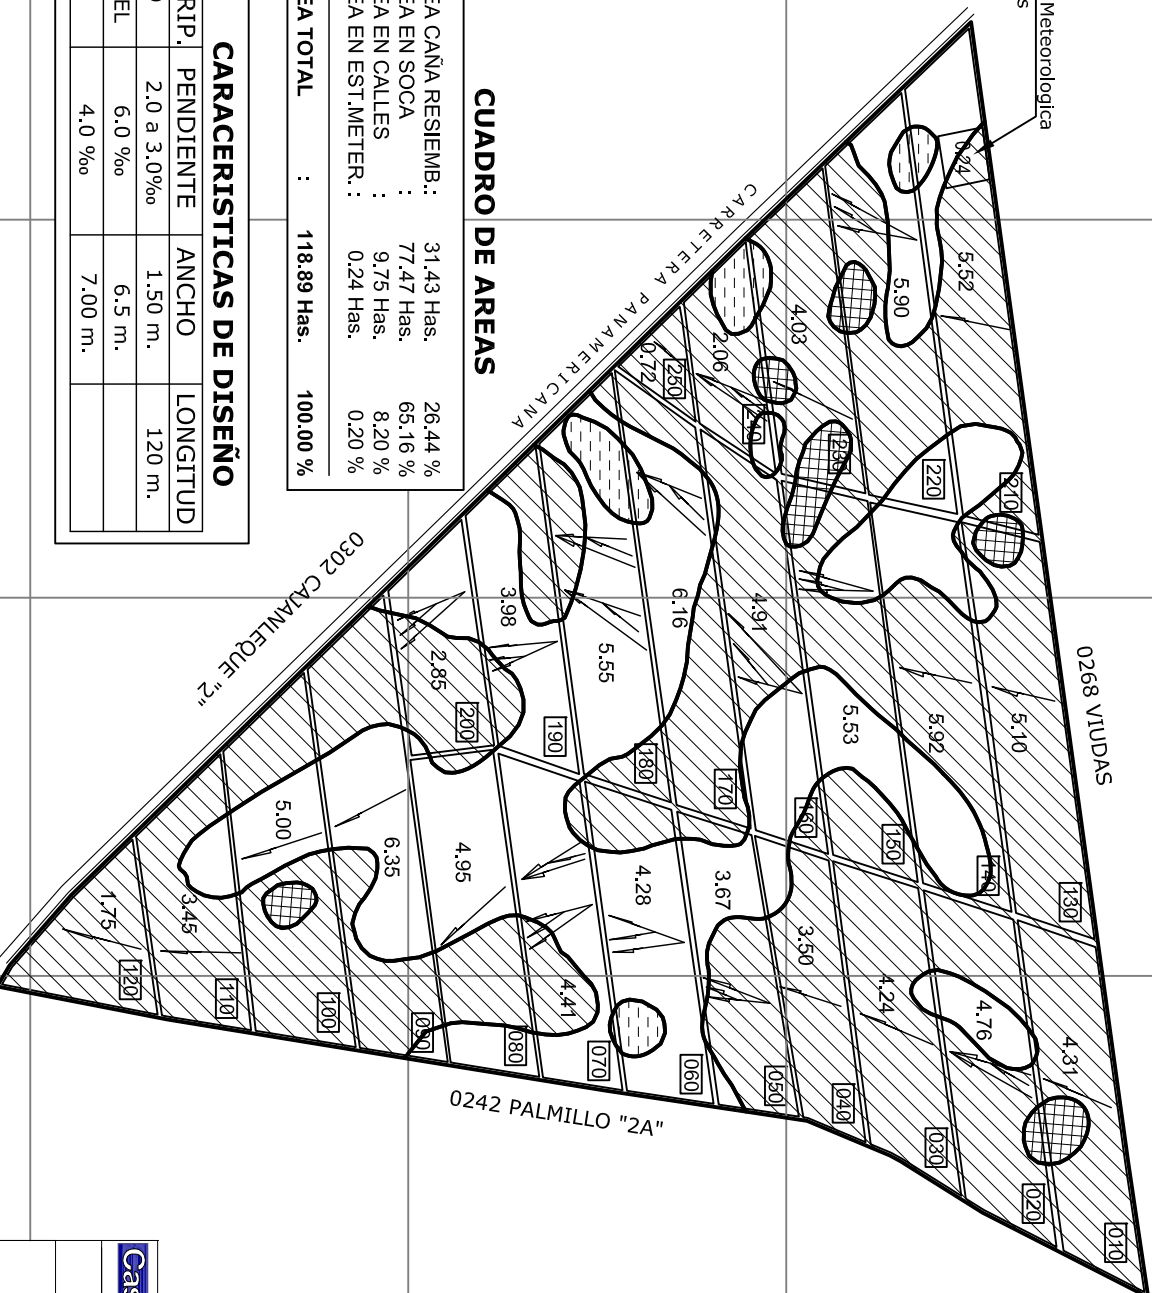 Meteorologica
s
CUADRO DE AREAS
EA CAÑA RESIEMB.: 31.43 Has. 26.44 %
EA EN SOCA : 77.47 Has. 65.16 %
EA EN CALLES : 9.75 Has. 8.20 %
EA EN EST.METER. : 0.24 Has. 0.20 %
EA TOTAL : 118.89 Has. 100.00 %
CARACERISTICAS DE DISEÑO
RIP. PENDIENTE ANCHO LONGITUD
O 2.0 a 3.0‰ 1.50 m. 120 m.
EL 6.0 ‰ 6.5 m.
4.0 ‰ 7.00 m.
CARRETERA PANAMERICANA
0302 CAJANLEQUE "2"
0268 VIUDAS
0242 PALMILLO "2A"
0.24
5.52
5.90
4.03
2.06
0.72
250
240
230
220
210
5.10
5.92
5.53
4.91
6.16
5.55
3.98
2.85
200
190
180
170
160
150
140
130
4.31
4.76
4.24
3.50
3.67
4.28
4.41
4.95
6.35
5.00
3.45
1.75
120
110
100
090
080
070
060
050
040
030
020
010
Cas